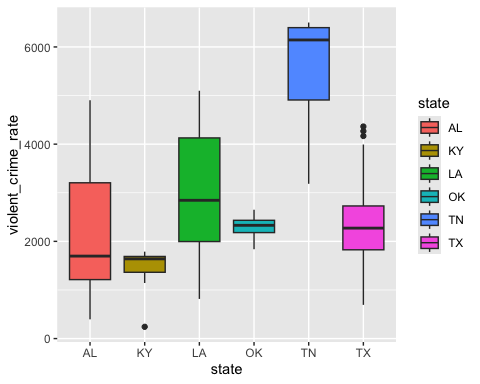 violent_crime_rate
6000
4000
2000
0
AL
KY
LA
OK
TN
TX
state
state
AL
KY
LA
OK
TN
TX